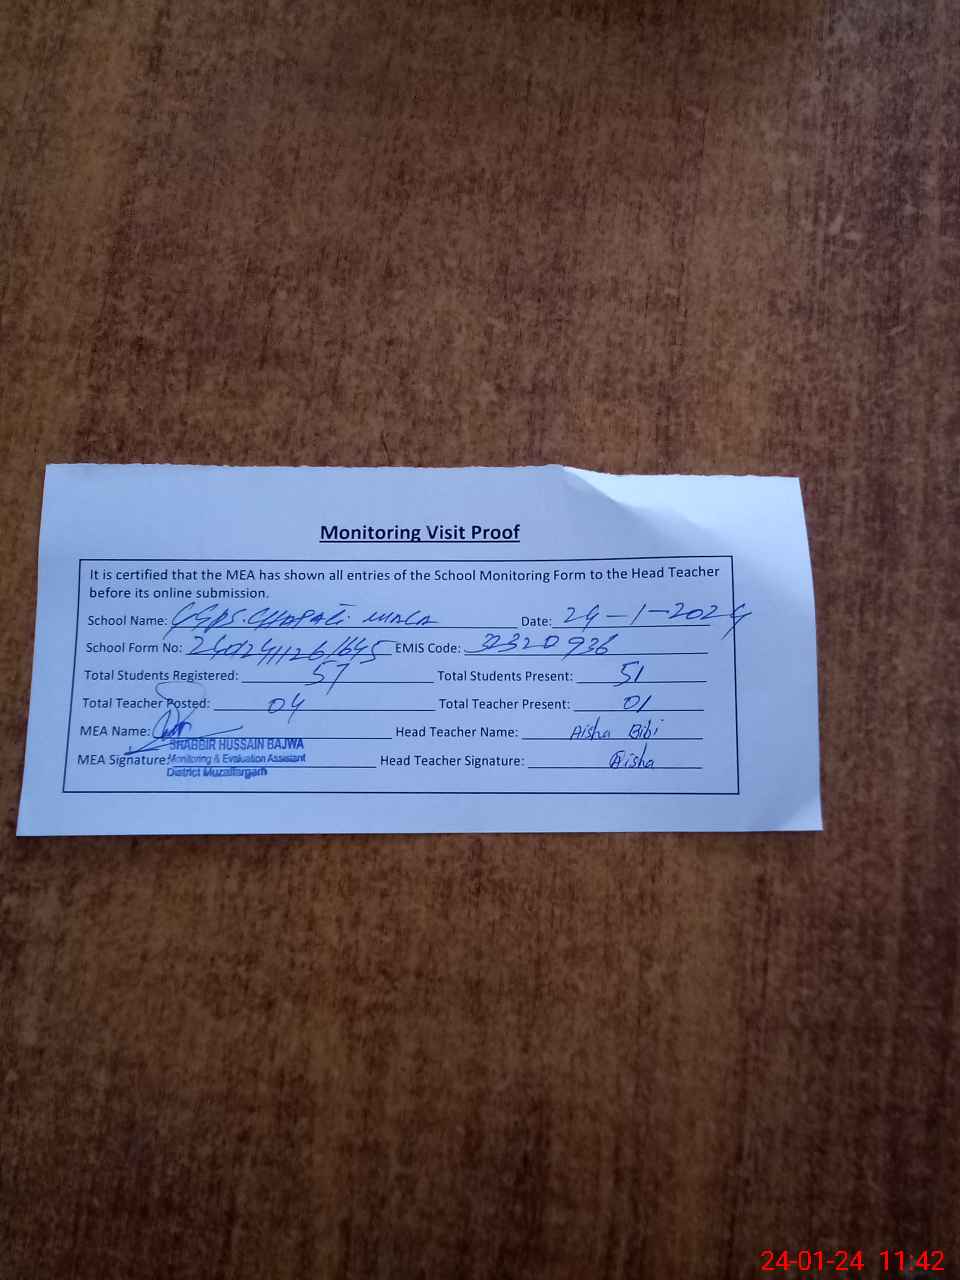 Monitoring Visit Proof
It is certified that the MEA has shown all entries of the School Monitoring Form to the Head Teacher
before its online submission.
School Name: GGPS. CHAPALI WALA Date: 24-1-2024
School Form No: EMIS Code: 32320936
Total Students Registered: 57 Total Students Present: 51
Total Teacher Posted: 04 Total Teacher Present: 01
MEA Name: Head Teacher Name: Aisha Bibi
SHABBIR HUSSAIN BAJWA
MEA Signature: Monitoring & Evaluation Assistant Head Teacher Signature: Aisha
District Muzaffargarh
24-01-24 11:42